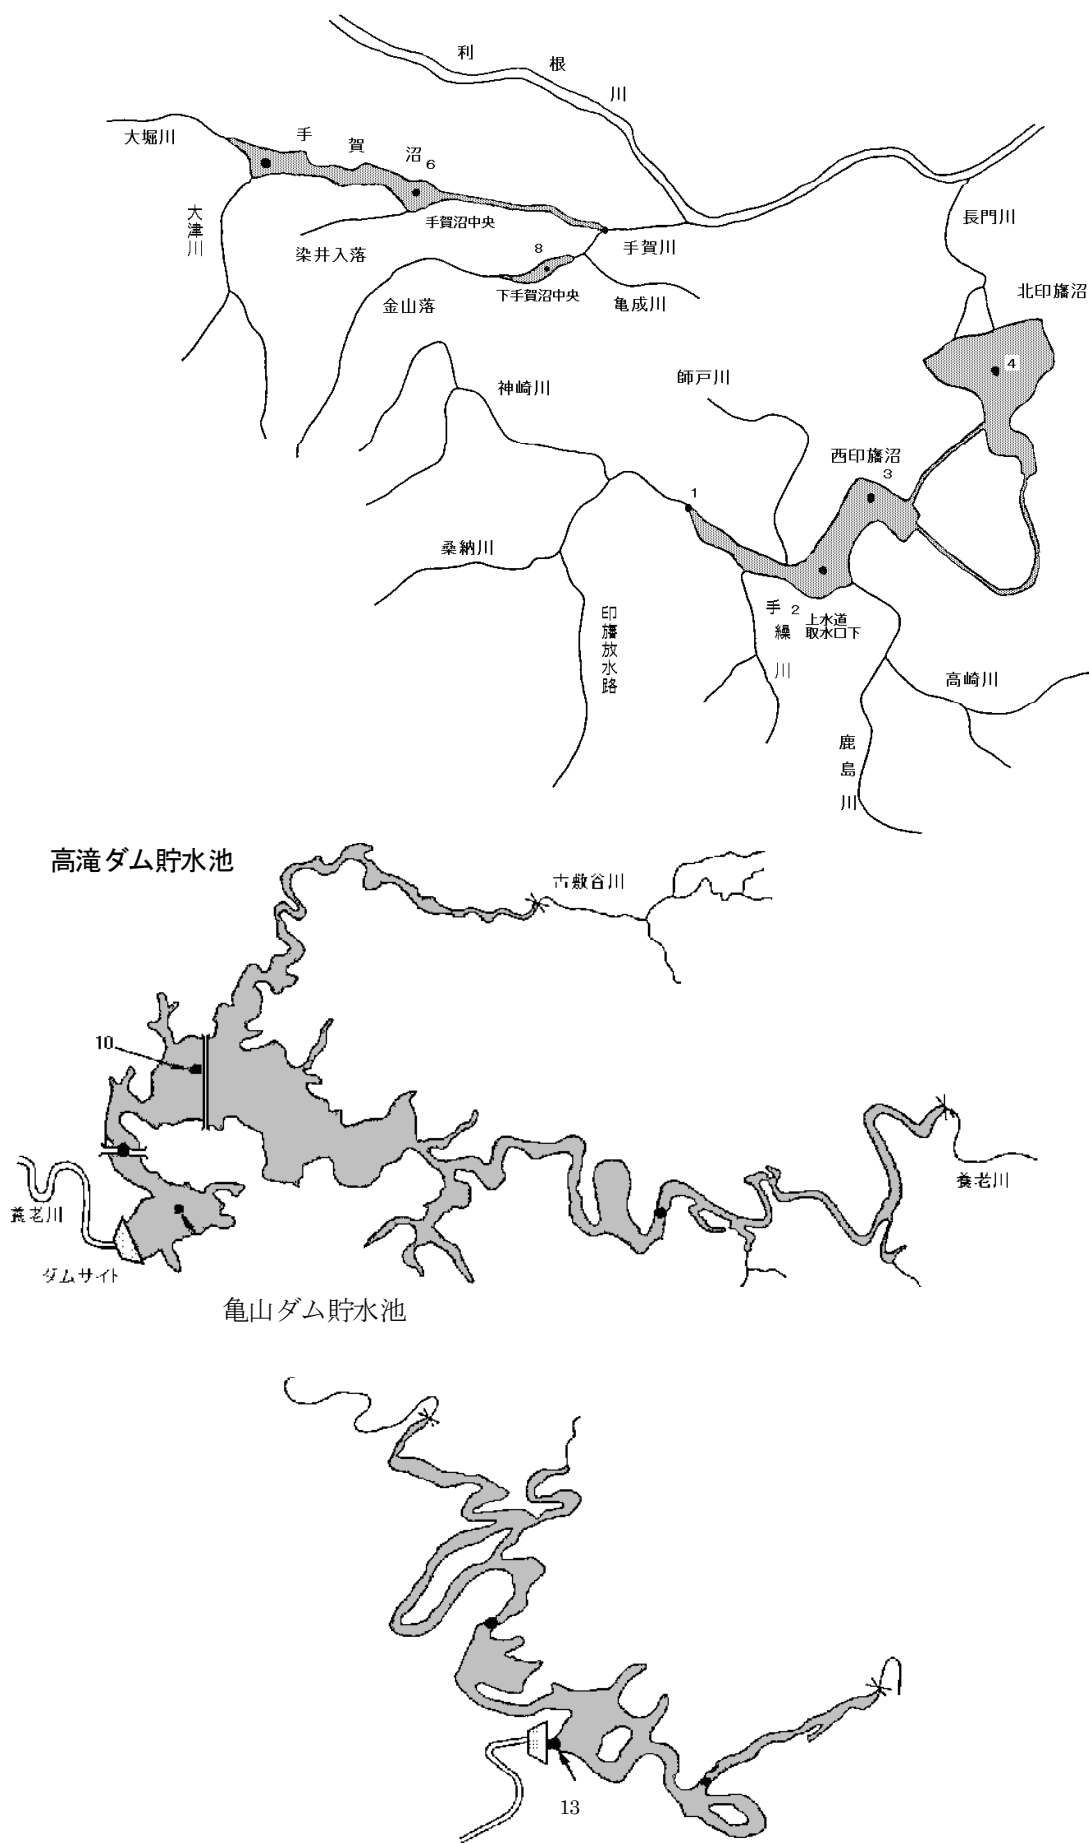 利根川
大堀川
手賀沼
6
大津川
染井入落
手賀沼中央
手賀川
長門川
8
金山落
下手賀沼中央
亀成川
北印旛沼
4
神崎川
師戸川
西印旛沼
3
1
桑納川
印旛放水路
手繰川
2
上水道
取水口下
高崎川
鹿島川
高滝ダム貯水池
古敷谷川
10
養老川
養老川
ダムサイト
亀山ダム貯水池
13